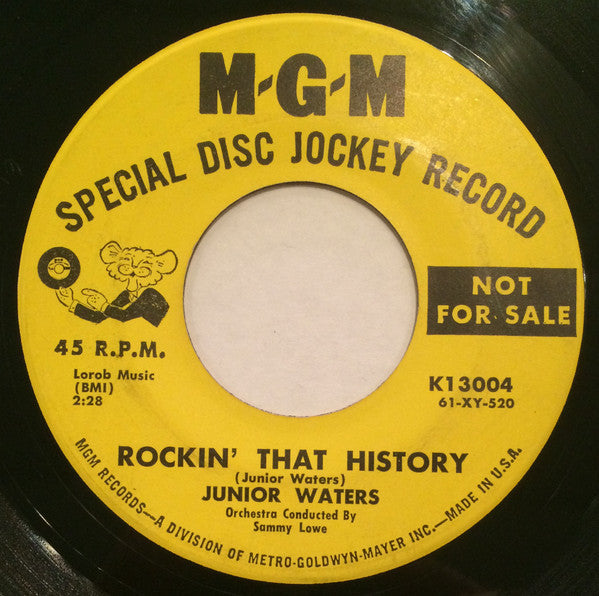 M-G-M
SPECIAL DISC JOCKEY RECORD
NOT
FOR SALE
45 R.P.M.
Lorob Music
(BMI)
2:28
K13004
61-XY-520
ROCKIN' THAT HISTORY
(Junior Waters)
JUNIOR WATERS
Orchestra Conducted By
Sammy Lowe
MGM RECORDS—A DIVISION OF METRO-GOLDWYN-MAYER INC.—MADE IN U.S.A.